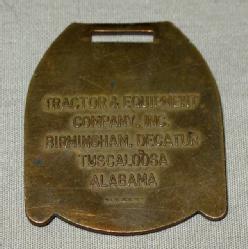 TRACTOR & EQUIPMENT
COMPANY, INC.
BIRMINGHAM, DECATUR
TUSCALOOSA
ALABAMA